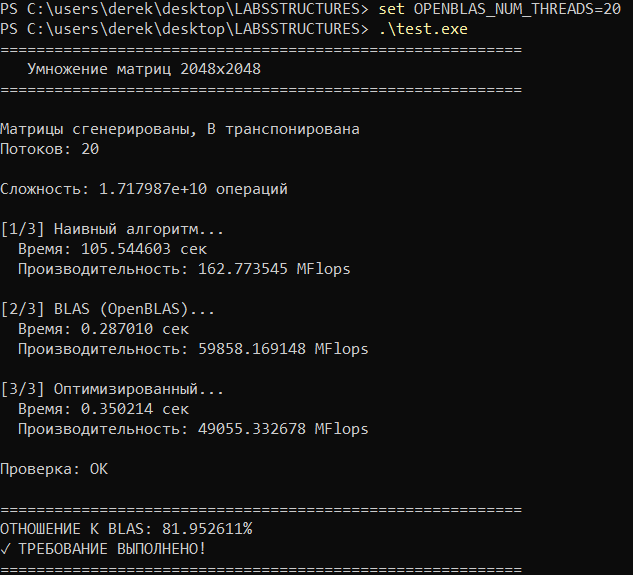 PS C:\users\derek\desktop\LABSSTRUCTURES> set OPENBLAS_NUM_THREADS=20
PS C:\users\derek\desktop\LABSSTRUCTURES> .\test.exe
==========================================================
Умножение матриц 2048x2048
==========================================================
Матрицы сгенерированы, B транспонирована
Потоков: 20
Сложность: 1.717987e+10 операций
[1/3] Наивный алгоритм...
Время: 105.544603 сек
Производительность: 162.773545 MFlops
[2/3] BLAS (OpenBLAS)...
Время: 0.287010 сек
Производительность: 59858.169148 MFlops
[3/3] Оптимизированный...
Время: 0.350214 сек
Производительность: 49055.332678 MFlops
Проверка: OK
==========================================================
ОТНОШЕНИЕ К BLAS: 81.952611%
✓ ТРЕБОВАНИЕ ВЫПОЛНЕНО!
==========================================================